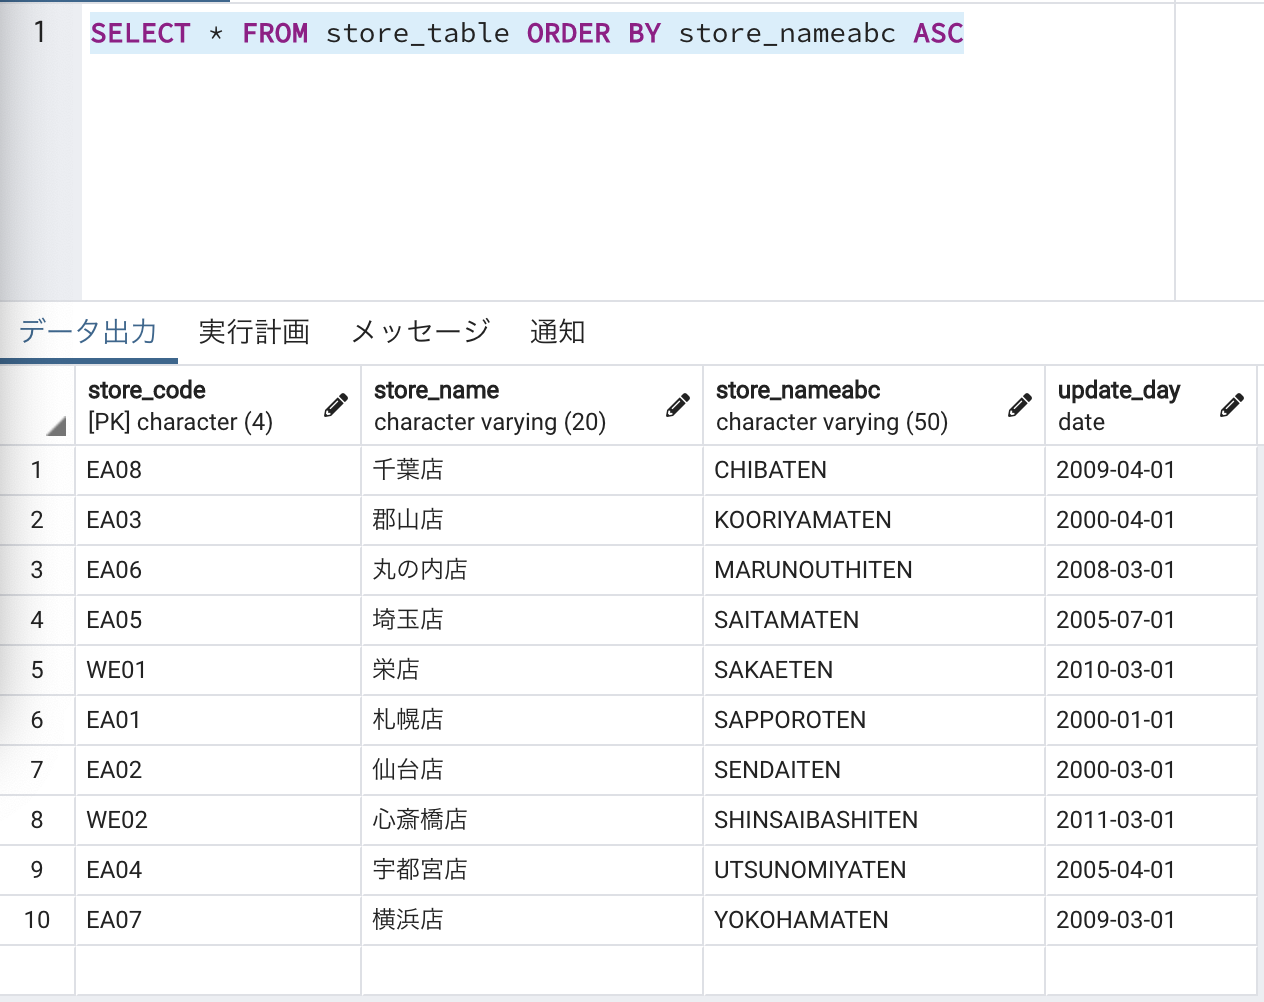 1 SELECT * FROM store_table ORDER BY store_nameabc ASC
データ出力 実行計画 メッセージ 通知
store_code store_name store_nameabc update_day
[PK] character (4) character varying (20) character varying (50) date
1 EA08 千葉店 CHIBATEN 2009-04-01
2 EA03 郡山店 KOORIYAMATEN 2000-04-01
3 EA06 丸の内店 MARUNOUTHITEN 2008-03-01
4 EA05 埼玉店 SAITAMATEN 2005-07-01
5 WE01 栄店 SAKAETEN 2010-03-01
6 EA01 札幌店 SAPPOROTEN 2000-01-01
7 EA02 仙台店 SENDAITEN 2000-03-01
8 WE02 心斎橋店 SHINSAIBASHITEN 2011-03-01
9 EA04 宇都宮店 UTSUNOMIYATEN 2005-04-01
10 EA07 横浜店 YOKOHAMATEN 2009-03-01